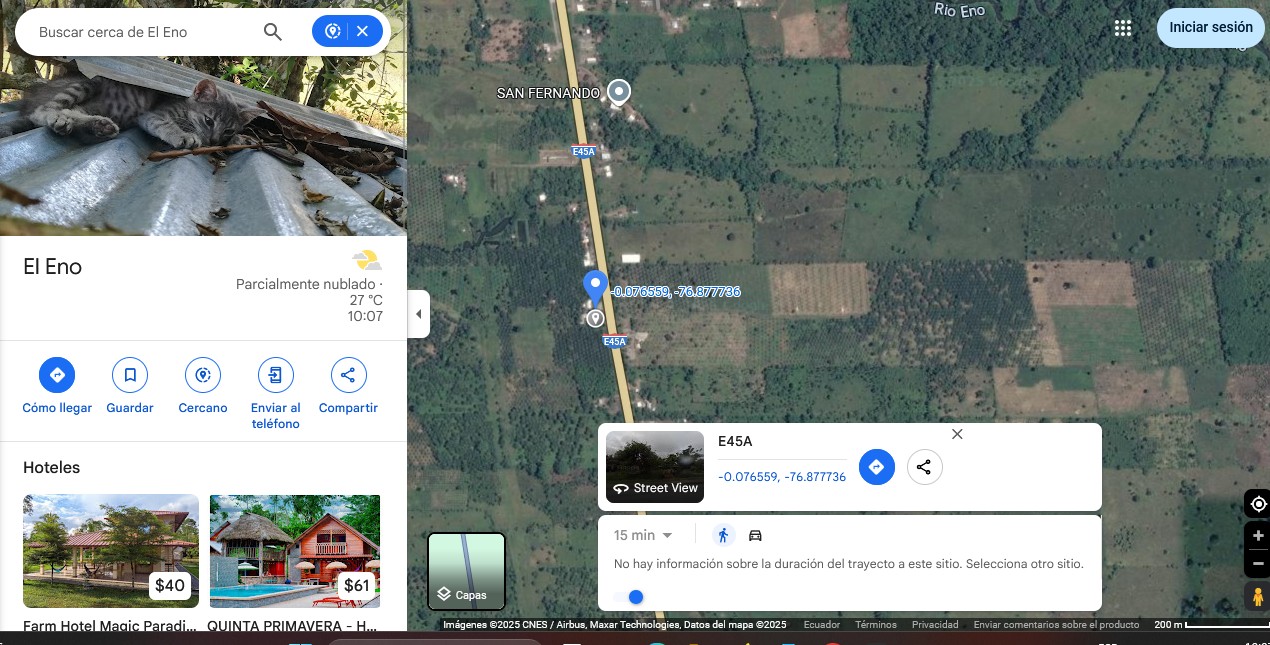 Buscar cerca de El Eno
El Eno
Parcialmente nublado ·
27 °C
10:07
Cómo llegar
Guardar
Cercano
Enviar al
teléfono
Compartir
Hoteles
$40
$61
Farm Hotel Magic Paradi...
QUINTA PRIMAVERA - H...
Río Eno
Iniciar sesión
SAN FERNANDO
E45A
-0.076559, -76.877736
E45A
Street View
E45A
-0.076559, -76.877736
15 min
No hay información sobre la duración del trayecto a este sitio. Selecciona otro sitio.
Capas
Imágenes ©2025 CNES / Airbus, Maxar Technologies, Datos del mapa ©2025 Ecuador Términos Privacidad Enviar comentarios sobre el producto 200 m